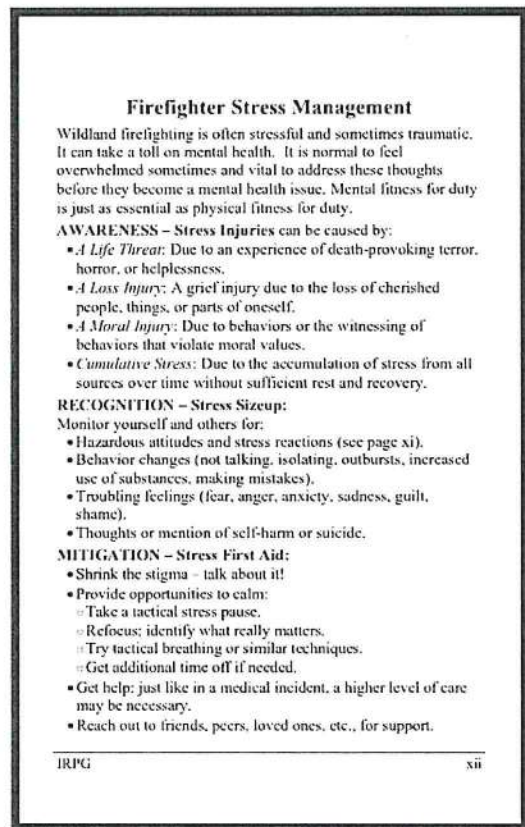 Firefighter Stress Management
Wildland firefighting is often stressful and sometimes traumatic.
It can take a toll on mental health. It is normal to feel
overwhelmed sometimes and vital to address these thoughts
before they become a mental health issue. Mental fitness for duty
is just as essential as physical fitness for duty.
AWARENESS – Stress Injuries can be caused by:
▪ A Life Threat: Due to an experience of death-provoking terror,
horror, or helplessness.
▪ A Loss Injury: A grief injury due to the loss of cherished
people, things, or parts of oneself.
▪ A Moral Injury: Due to behaviors or the witnessing of
behaviors that violate moral values.
• Cumulative Stress: Due to the accumulation of stress from all
sources over time without sufficient rest and recovery.
RECOGNITION – Stress Sizeup:
Monitor yourself and others for:
• Hazardous attitudes and stress reactions (see page xi).
• Behavior changes (not talking, isolating, outbursts, increased
use of substances, making mistakes).
• Troubling feelings (fear, anger, anxiety, sadness, guilt,
shame).
• Thoughts or mention of self-harm or suicide.
MITIGATION – Stress First Aid:
• Shrink the stigma – talk about it!
• Provide opportunities to calm:
▫ Take a tactical stress pause.
▫ Refocus; identify what really matters.
▫ Try tactical breathing or similar techniques.
▫ Get additional time off if needed.
▪ Get help: just like in a medical incident, a higher level of care
may be necessary.
▪ Reach out to friends, peers, loved ones, etc., for support.
IRPG xii